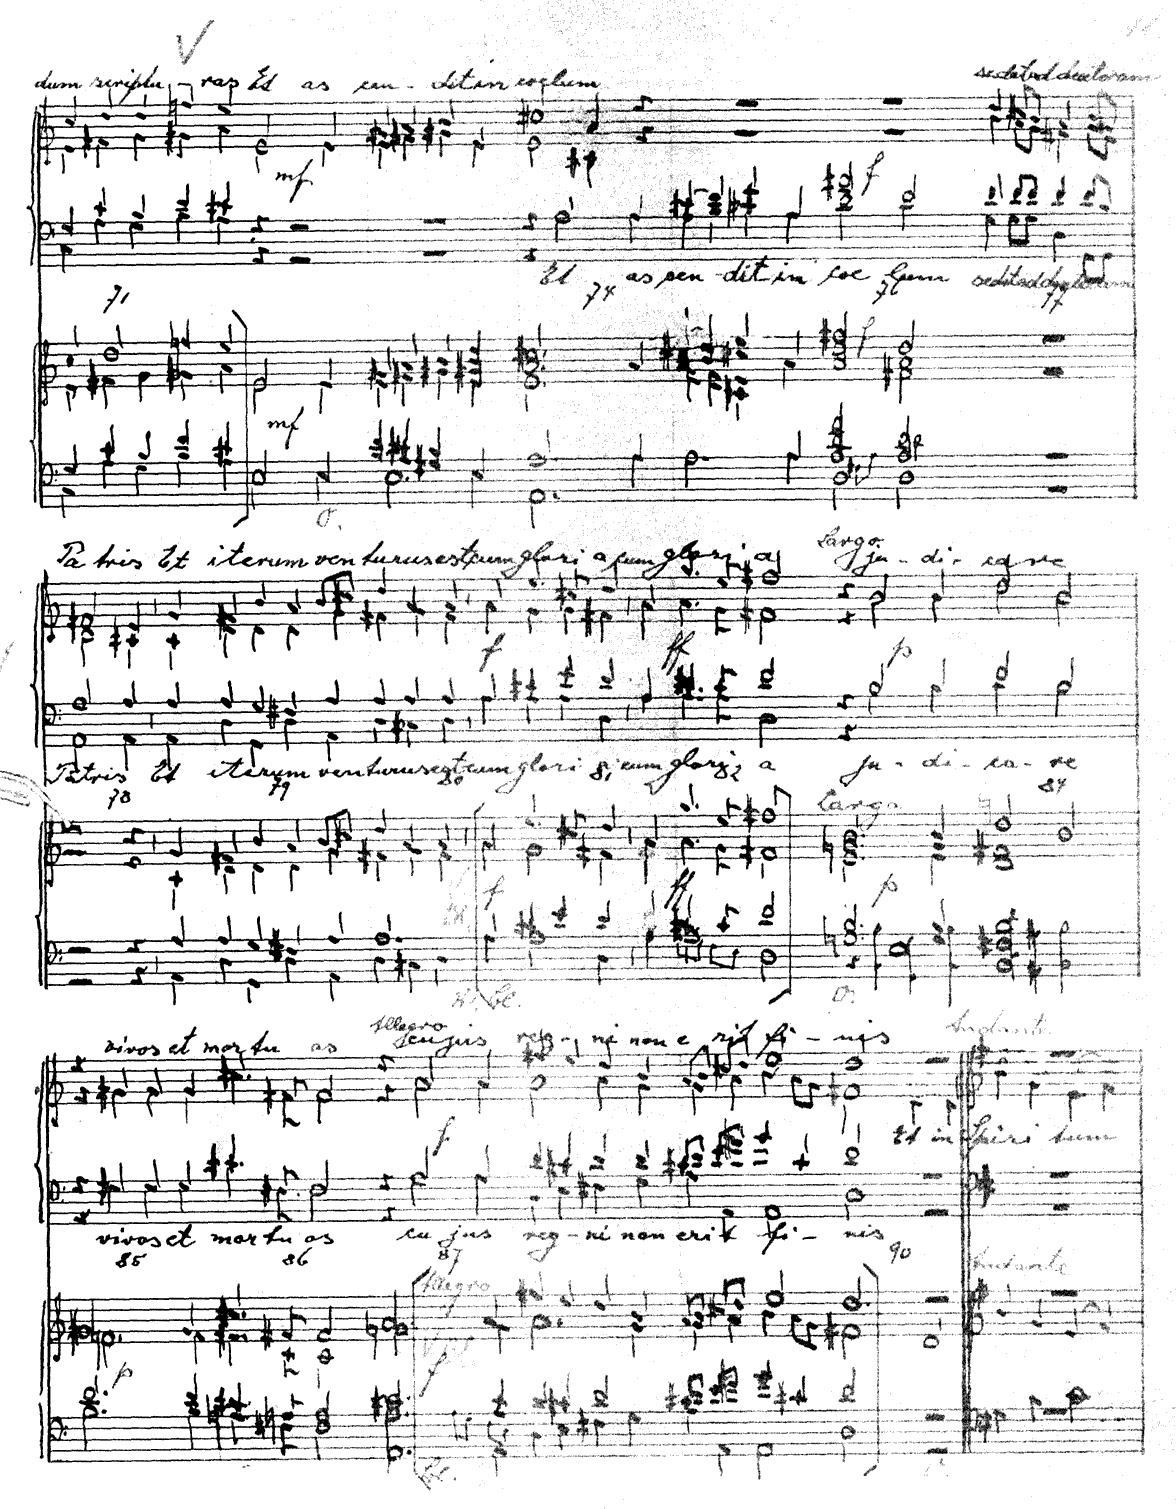 dum scriptu - ras Et as cen - dit in coelum sedet ad dexteram
mf f
Et as cen - dit in coe lum sedet ad dexteram
71 74 76 77
f
mf
p
O.
Pa tris Et iterum venturus est cum glori a cum glori a Largo ju - di - ca re
f ff p
Patris Et iterum venturus est cum glori a cum glori a ju - di - ca - re
78 79 80 81 82 84
Largo
f ff p
O.
vivos et mortu os Allegro cujus reg - ni non e rit fi - nis Andante
f
Et in Spiri tum
vivos et mortu os cu jus reg - ni non erit fi - nis
85 86 87 90
Allegro Andante
p f